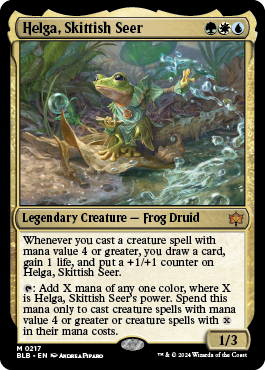 Helga, Skittish Seer
Legendary Creature — Frog Druid
Whenever you cast a creature spell with
mana value 4 or greater, you draw a card,
gain 1 life, and put a +1/+1 counter on
Helga, Skittish Seer.
: Add X mana of any one color, where X
is Helga, Skittish Seer's power. Spend this
mana only to cast creature spells with mana
value 4 or greater or creature spells with X
in their mana costs.
1/3
M 0217
BLB • EN Andrea Piparo
™ & © 2024 Wizards of the Coast